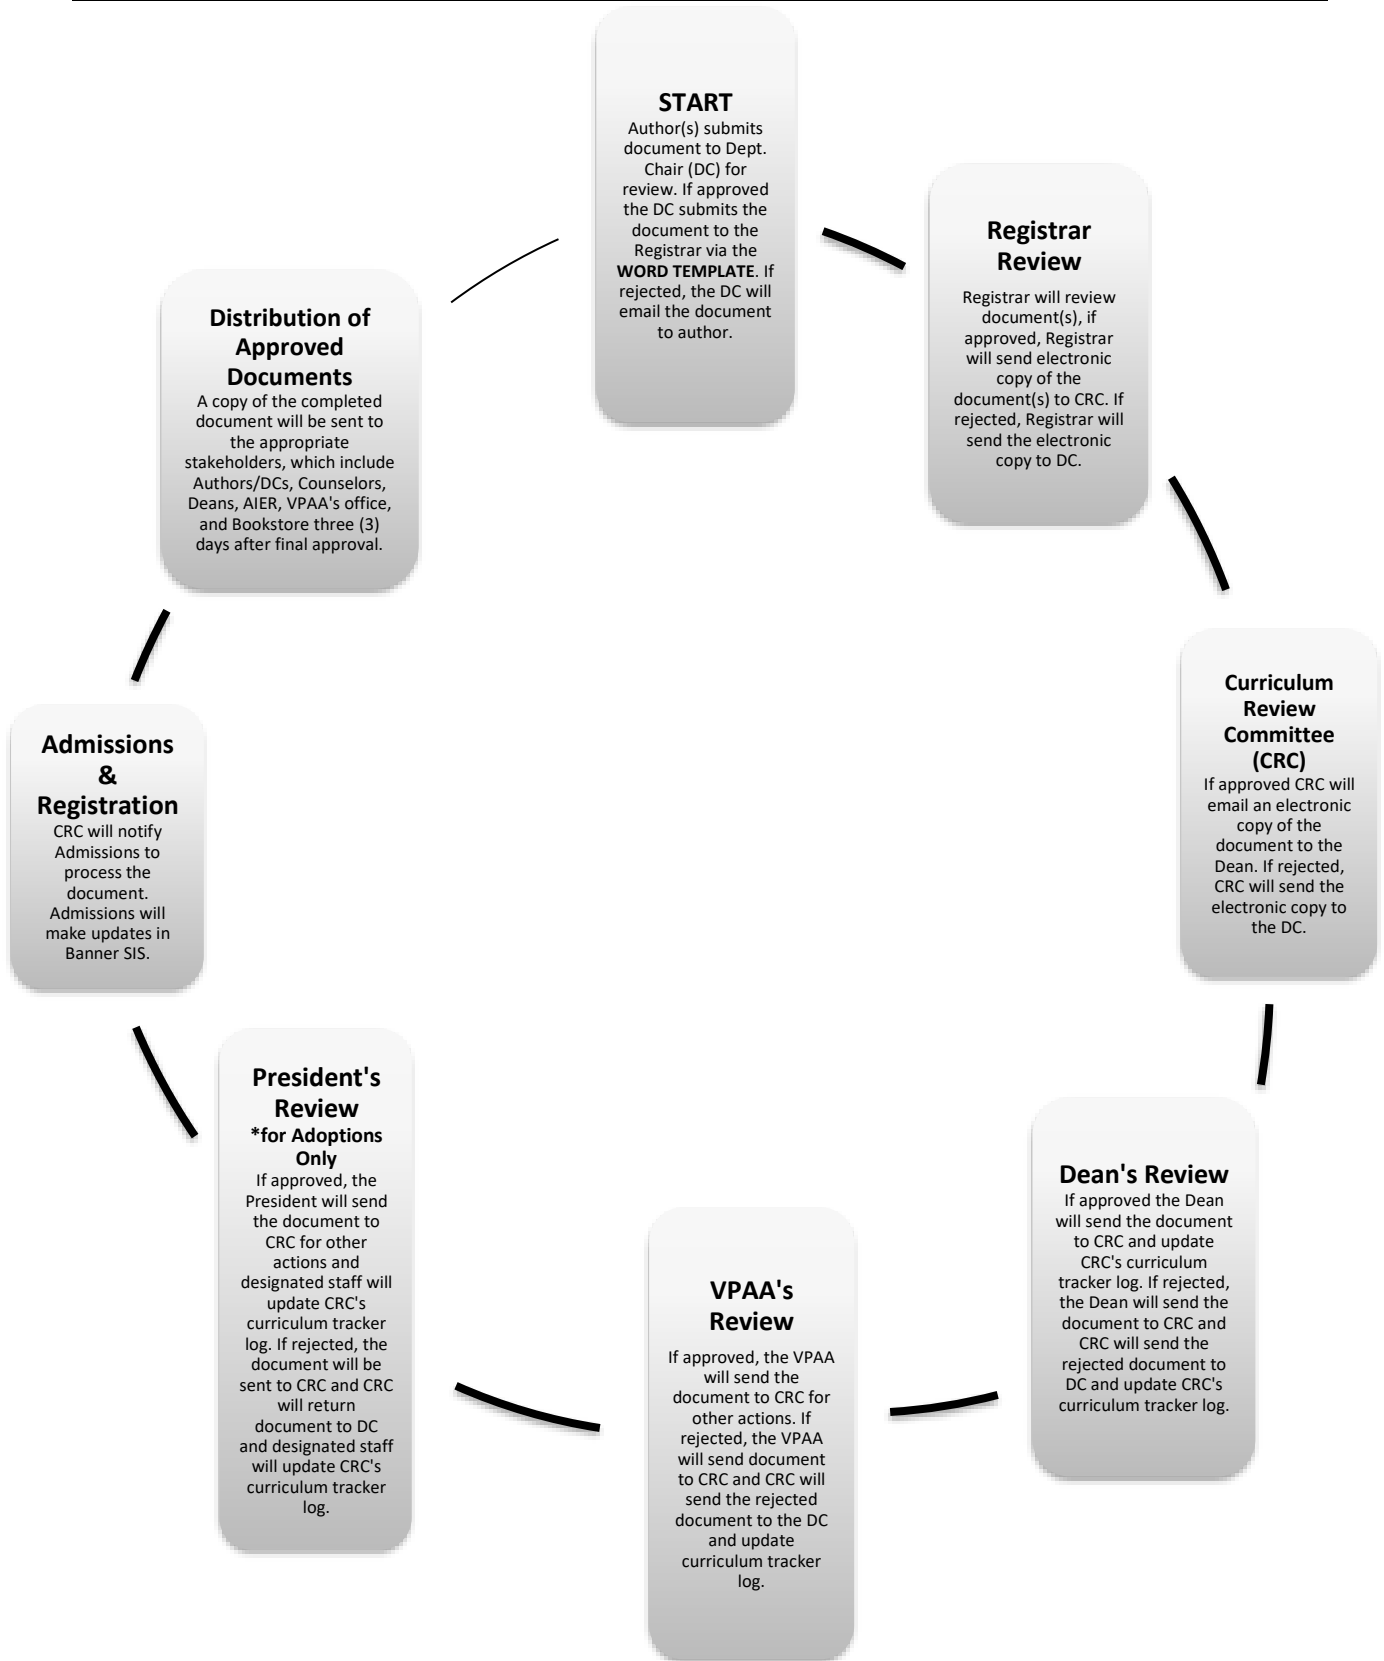 START
Author(s) submits
document to Dept.
Chair (DC) for
review. If approved
the DC submits the
document to the
Registrar via the
WORD TEMPLATE. If
rejected, the DC will
email the document
to author.
Registrar
Review
Registrar will review
document(s), if
approved, Registrar
will send electronic
copy of the
document(s) to CRC. If
rejected, Registrar will
send the electronic
copy to DC.
Curriculum
Review
Committee
(CRC)
If approved CRC will
email an electronic
copy of the
document to the
Dean. If rejected,
CRC will send the
electronic copy to
the DC.
Dean's Review
If approved the Dean
will send the document
to CRC and update
CRC's curriculum
tracker log. If rejected,
the Dean will send the
document to CRC and
CRC will send the
rejected document to
DC and update CRC's
curriculum tracker log.
VPAA's
Review
If approved, the VPAA
will send the
document to CRC for
other actions. If
rejected, the VPAA
will send document
to CRC and CRC will
send the rejected
document to the DC
and update
curriculum tracker
log.
President's
Review
*for Adoptions
Only
If approved, the
President will send
the document to
CRC for other
actions and
designated staff will
update CRC's
curriculum tracker
log. If rejected, the
document will be
sent to CRC and CRC
will return
document to DC
and designated staff
will update CRC's
curriculum tracker
log.
Admissions
&
Registration
CRC will notify
Admissions to
process the
document.
Admissions will
make updates in
Banner SIS.
Distribution of
Approved
Documents
A copy of the completed
document will be sent to
the appropriate
stakeholders, which include
Authors/DCs, Counselors,
Deans, AIER, VPAA's office,
and Bookstore three (3)
days after final approval.